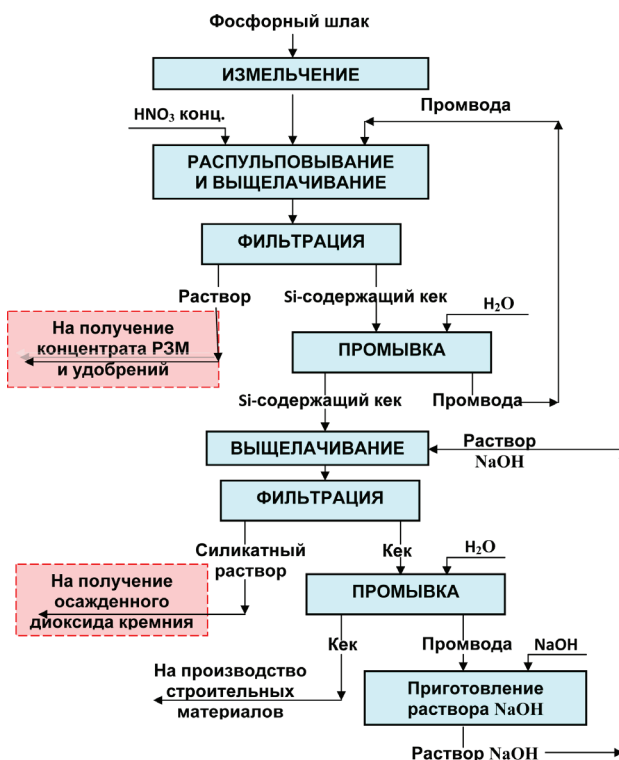 Фосфорный шлак
ИЗМЕЛЬЧЕНИЕ
HNO₃ конц.
Промвода
РАСПУЛЬПОВЫВАНИЕ
И ВЫЩЕЛАЧИВАНИЕ
ФИЛЬТРАЦИЯ
Раствор
Si-содержащий кек
На получение
концентрата РЗМ
и удобрений
H₂O
ПРОМЫВКА
Si-содержащий кек
Промвода
ВЫЩЕЛАЧИВАНИЕ
Раствор
NaOH
ФИЛЬТРАЦИЯ
Силикатный
раствор
Кек
H₂O
На получение
осажденного
диоксида кремния
ПРОМЫВКА
Кек
Промвода
NaOH
На производство
строительных
материалов
Приготовление
раствора NaOH
Раствор NaOH